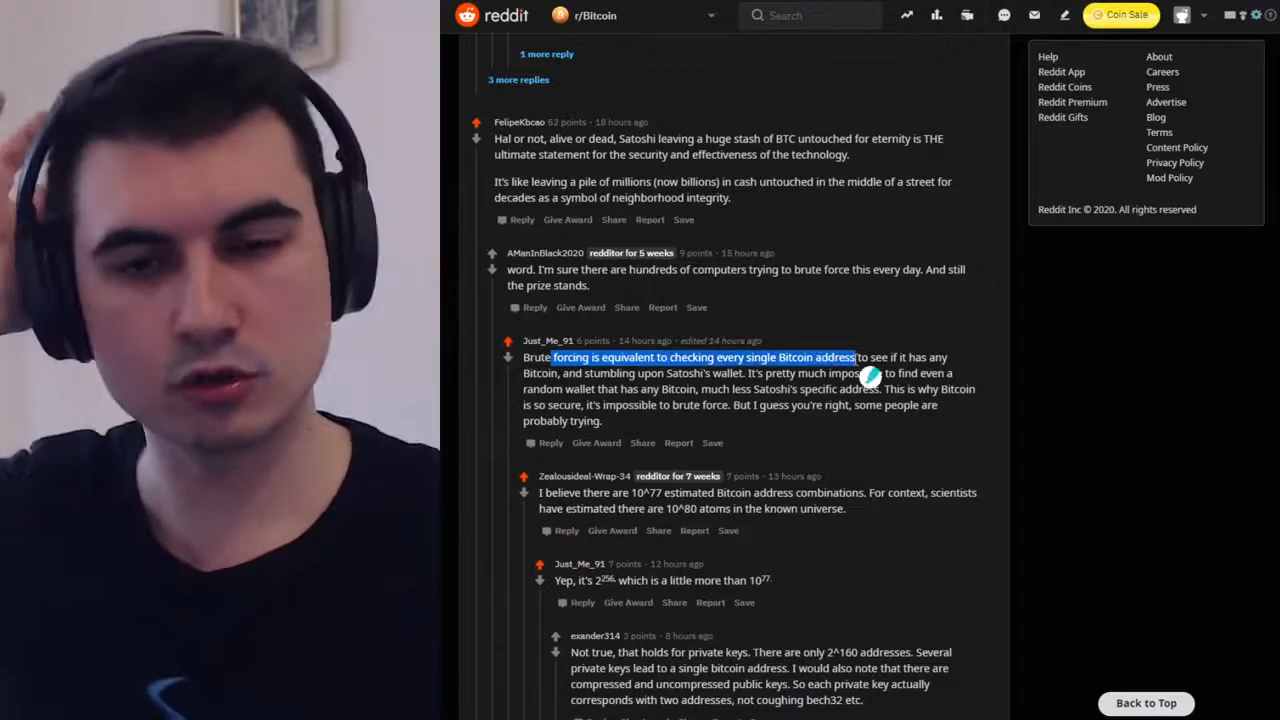 reddit
r/Bitcoin
Search
Coin Sale
1 more reply
3 more replies
FelipeKbcao 52 points · 18 hours ago
Hal or not, alive or dead, Satoshi leaving a huge stash of BTC untouched for eternity is THE
ultimate statement for the security and effectiveness of the technology.
It's like leaving a pile of millions (now billions) in cash untouched in the middle of a street for
decades as a symbol of neighborhood integrity.
Reply Give Award Share Report Save
AManInBlack2020 redditor for 5 weeks 9 points · 15 hours ago
word. I'm sure there are hundreds of computers trying to brute force this every day. And still
the prize stands.
Reply Give Award Share Report Save
Just_Me_91 6 points · 14 hours ago · edited 14 hours ago
Brute forcing is equivalent to checking every single Bitcoin address to see if it has any
Bitcoin, and stumbling upon Satoshi's wallet. It's pretty much impos to find even a
random wallet that has any Bitcoin, much less Satoshi's specific address. This is why Bitcoin
is so secure, it's impossible to brute force. But I guess you're right, some people are
probably trying.
Reply Give Award Share Report Save
Zealousideal-Wrap-34 redditor for 7 weeks 7 points · 13 hours ago
I believe there are 10^77 estimated Bitcoin address combinations. For context, scientists
have estimated there are 10^80 atoms in the known universe.
Reply Give Award Share Report Save
Just_Me_91 7 points · 12 hours ago
Yep, it's 2²⁵⁶, which is a little more than 10⁷⁷.
Reply Give Award Share Report Save
exander314 3 points · 8 hours ago
Not true, that holds for private keys. There are only 2^160 addresses. Several
private keys lead to a single bitcoin address. I would also note that there are
compressed and uncompressed public keys. So each private key actually
corresponds with two addresses, not coughing bech32 etc.
Help About
Reddit App Careers
Reddit Coins Press
Reddit Premium Advertise
Reddit Gifts Blog
Terms
Content Policy
Privacy Policy
Mod Policy
Reddit Inc © 2020. All rights reserved
Back to Top